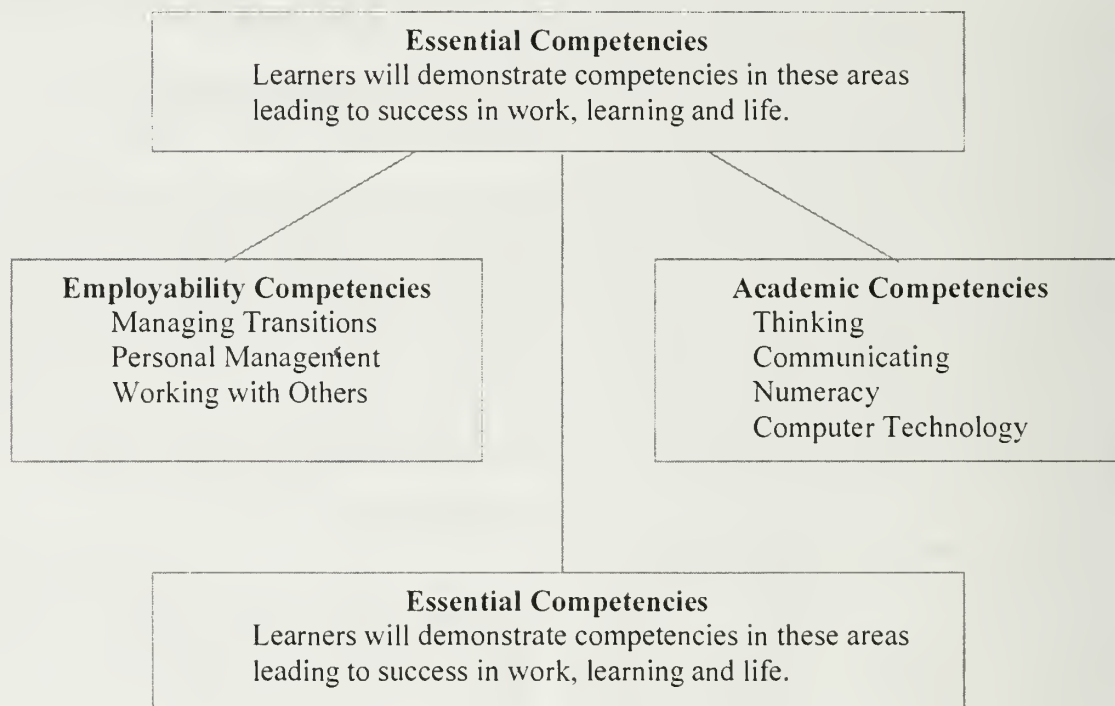 Essential Competencies
Learners will demonstrate competencies in these areas
leading to success in work, learning and life.
Employability Competencies
Managing Transitions
Personal Management
Working with Others
Academic Competencies
Thinking
Communicating
Numeracy
Computer Technology
Essential Competencies
Learners will demonstrate competencies in these areas
leading to success in work, learning and life.